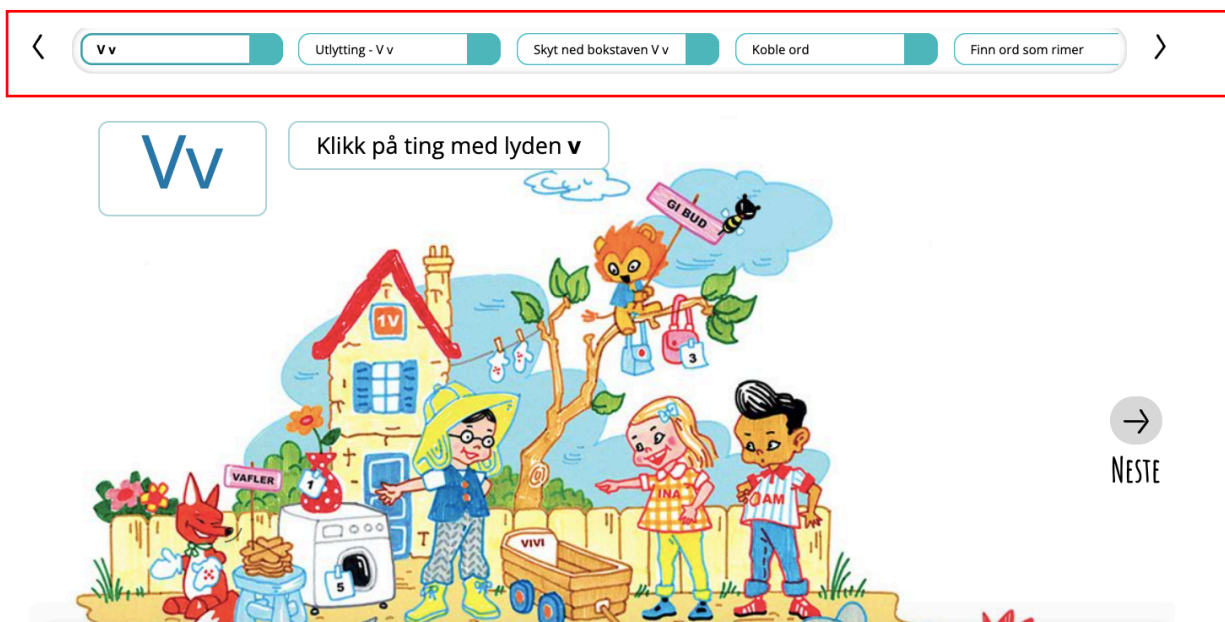 V v
Utlytting - V v
Skyt ned bokstaven V v
Koble ord
Finn ord som rimer
Vv
Klikk på ting med lyden v
GI BUD
1V
3
VAFLER
1
INA
OAM
VIVI
5
NESTE